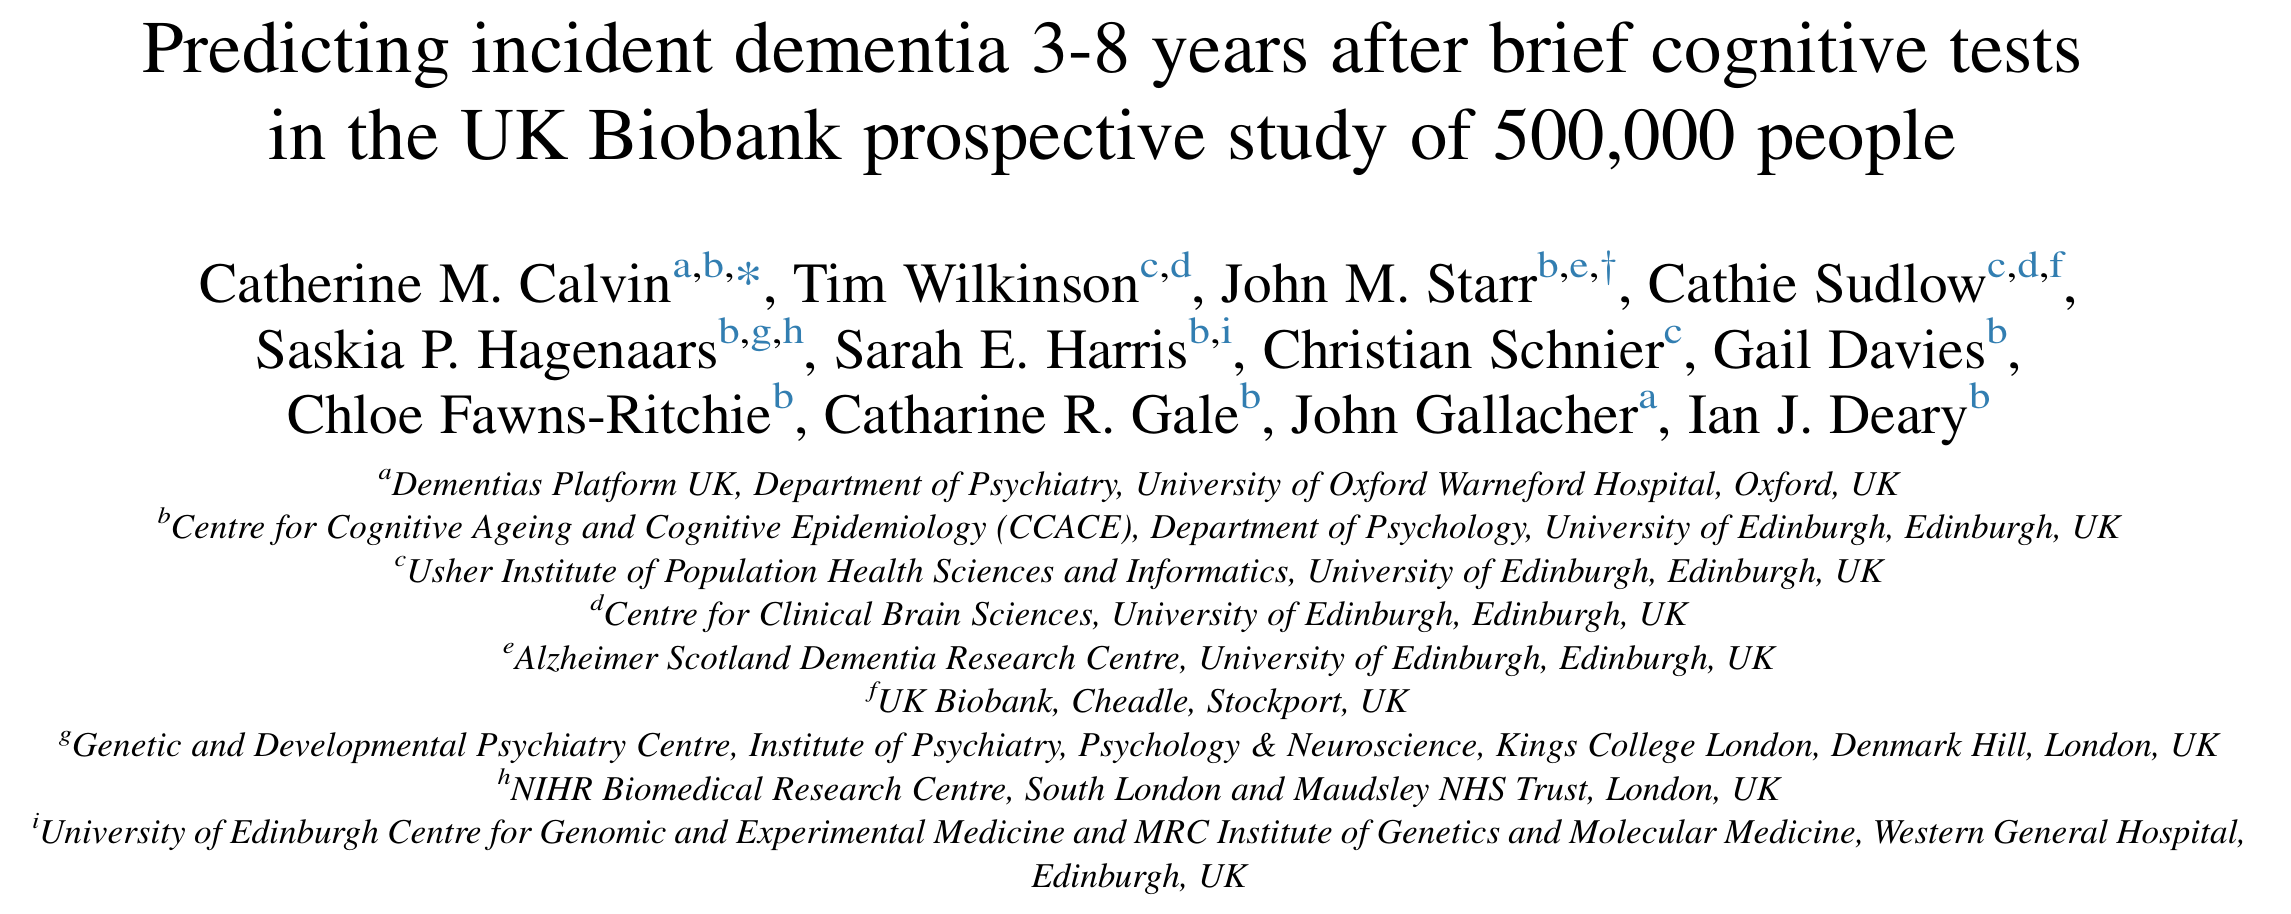 Predicting incident dementia 3-8 years after brief cognitive tests
in the UK Biobank prospective study of 500,000 people
Catherine M. Calvina,b,*, Tim Wilkinsonc,d, John M. Starrb,e,†, Cathie Sudlowc,d,f,
Saskia P. Hagenaarsb,g,h, Sarah E. Harrisb,i, Christian Schnierc, Gail Daviesb,
Chloe Fawns-Ritchieb, Catharine R. Galeb, John Gallachera, Ian J. Dearyb
aDementias Platform UK, Department of Psychiatry, University of Oxford Warneford Hospital, Oxford, UK
bCentre for Cognitive Ageing and Cognitive Epidemiology (CCACE), Department of Psychology, University of Edinburgh, Edinburgh, UK
cUsher Institute of Population Health Sciences and Informatics, University of Edinburgh, Edinburgh, UK
dCentre for Clinical Brain Sciences, University of Edinburgh, Edinburgh, UK
eAlzheimer Scotland Dementia Research Centre, University of Edinburgh, Edinburgh, UK
fUK Biobank, Cheadle, Stockport, UK
gGenetic and Developmental Psychiatry Centre, Institute of Psychiatry, Psychology & Neuroscience, Kings College London, Denmark Hill, London, UK
hNIHR Biomedical Research Centre, South London and Maudsley NHS Trust, London, UK
iUniversity of Edinburgh Centre for Genomic and Experimental Medicine and MRC Institute of Genetics and Molecular Medicine, Western General Hospital,
Edinburgh, UK